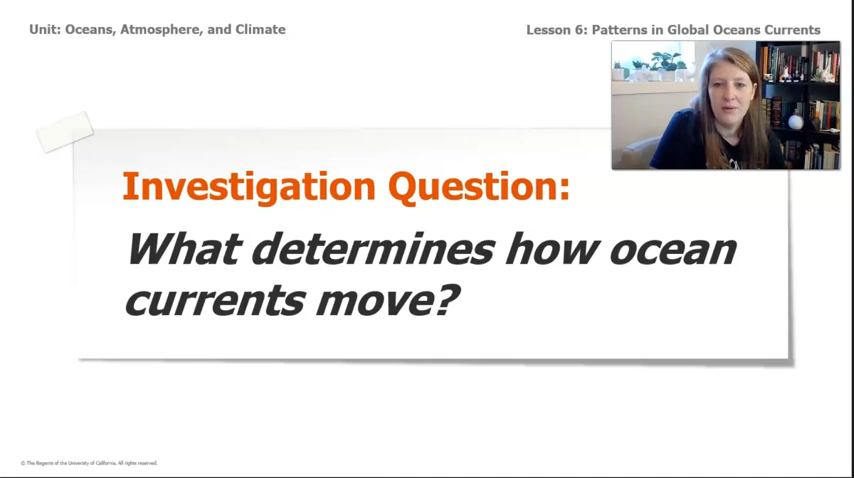 Unit: Oceans, Atmosphere, and Climate
Lesson 6: Patterns in Global Oceans Currents
Investigation Question:
What determines how ocean
currents move?
© The Regents of the University of California. All rights reserved.